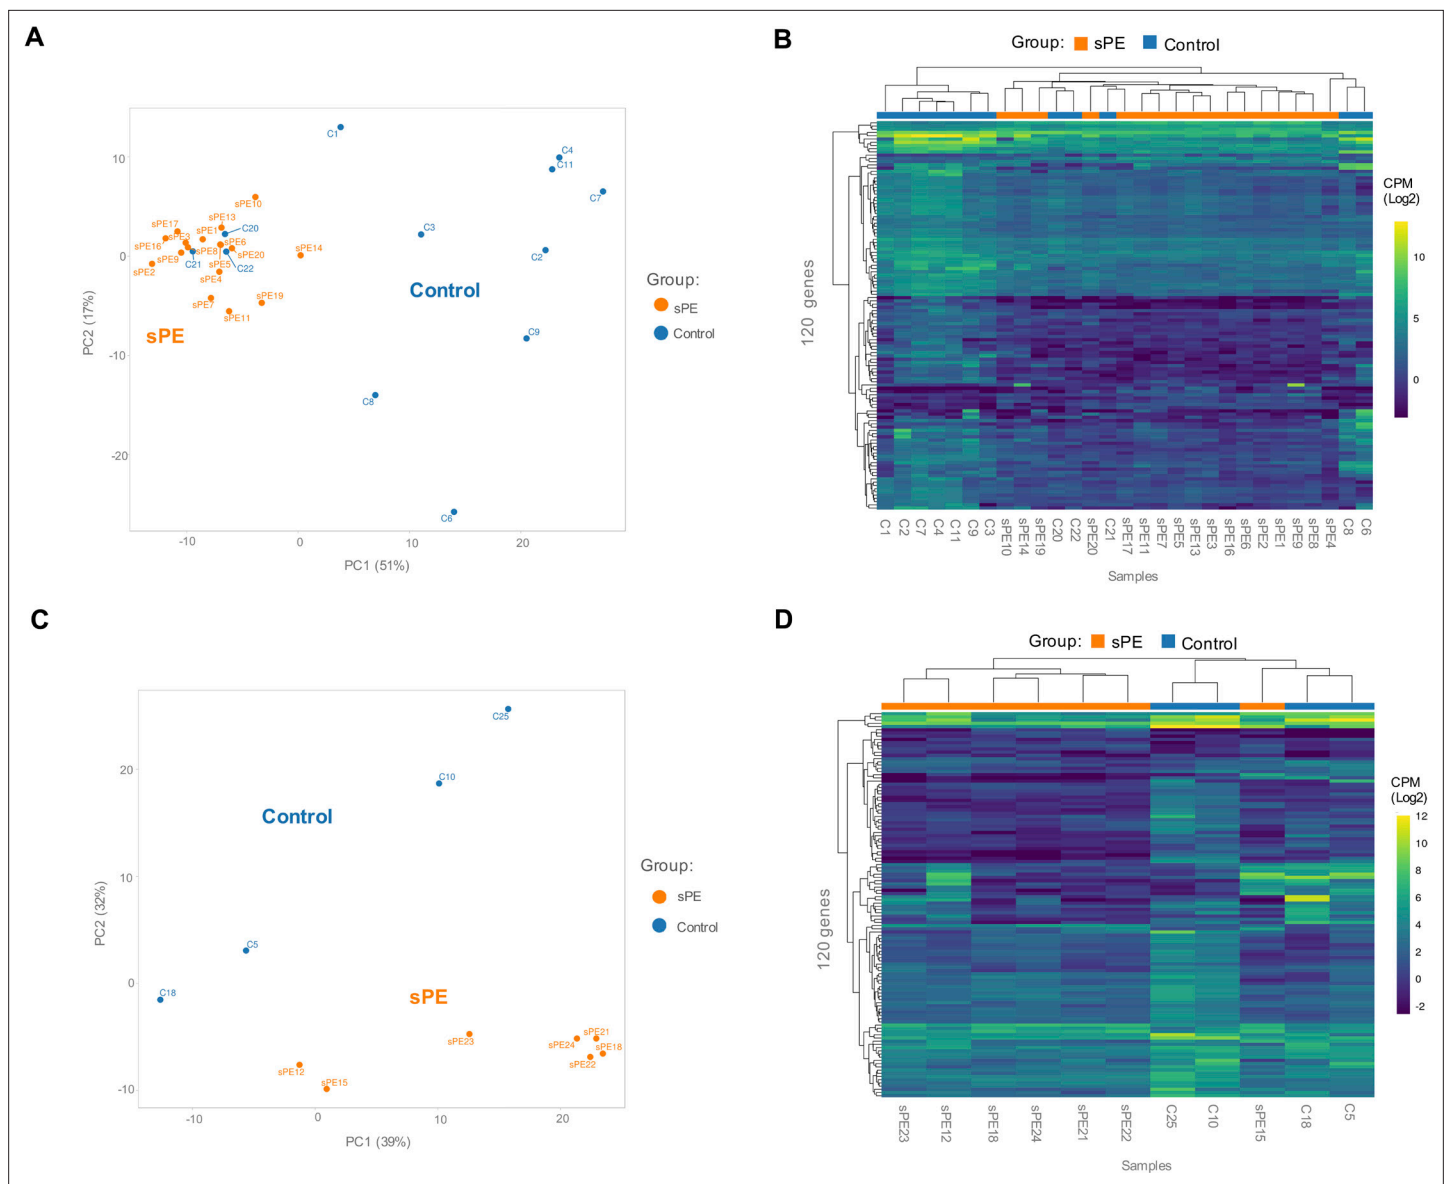 A
10
0
-10
-20
-10
0
10
20
PC1 (51%)
PC2 (17%)
C1
C4
C11
C7
C3
C2
C9
C8
C6
sPE10
sPE17
sPE13
C20
sPE3
sPE1
sPE16
sPE6
sPE14
sPE9
sPE8
sPE20
C21
sPE2
sPE5
C22
sPE4
sPE7
sPE19
sPE11
Control
sPE
Group:
sPE
Control
B
Group: sPE Control
120 genes
CPM
(Log2)
10
5
0
C1 C2 C7 C4 C11 C9 C3 sPE10 sPE14 sPE19 C20 C22 sPE20 C21 sPE17 sPE11 sPE7 sPE5 sPE13 sPE3 sPE16 sPE6 sPE2 sPE1 sPE9 sPE8 sPE4 C8 C6
Samples
C
20
10
0
-10
-10
0
10
20
PC1 (39%)
PC2 (32%)
C25
C10
Control
C5
C18
sPE
sPE23
sPE21
sPE24
sPE18
sPE22
sPE12
sPE15
Group:
sPE
Control
D
Group: sPE Control
120 genes
CPM
(Log2)
12
10
8
6
4
2
0
-2
sPE23 sPE12 sPE18 sPE24 sPE21 sPE22 C25 C10 sPE15 C18 C5
Samples